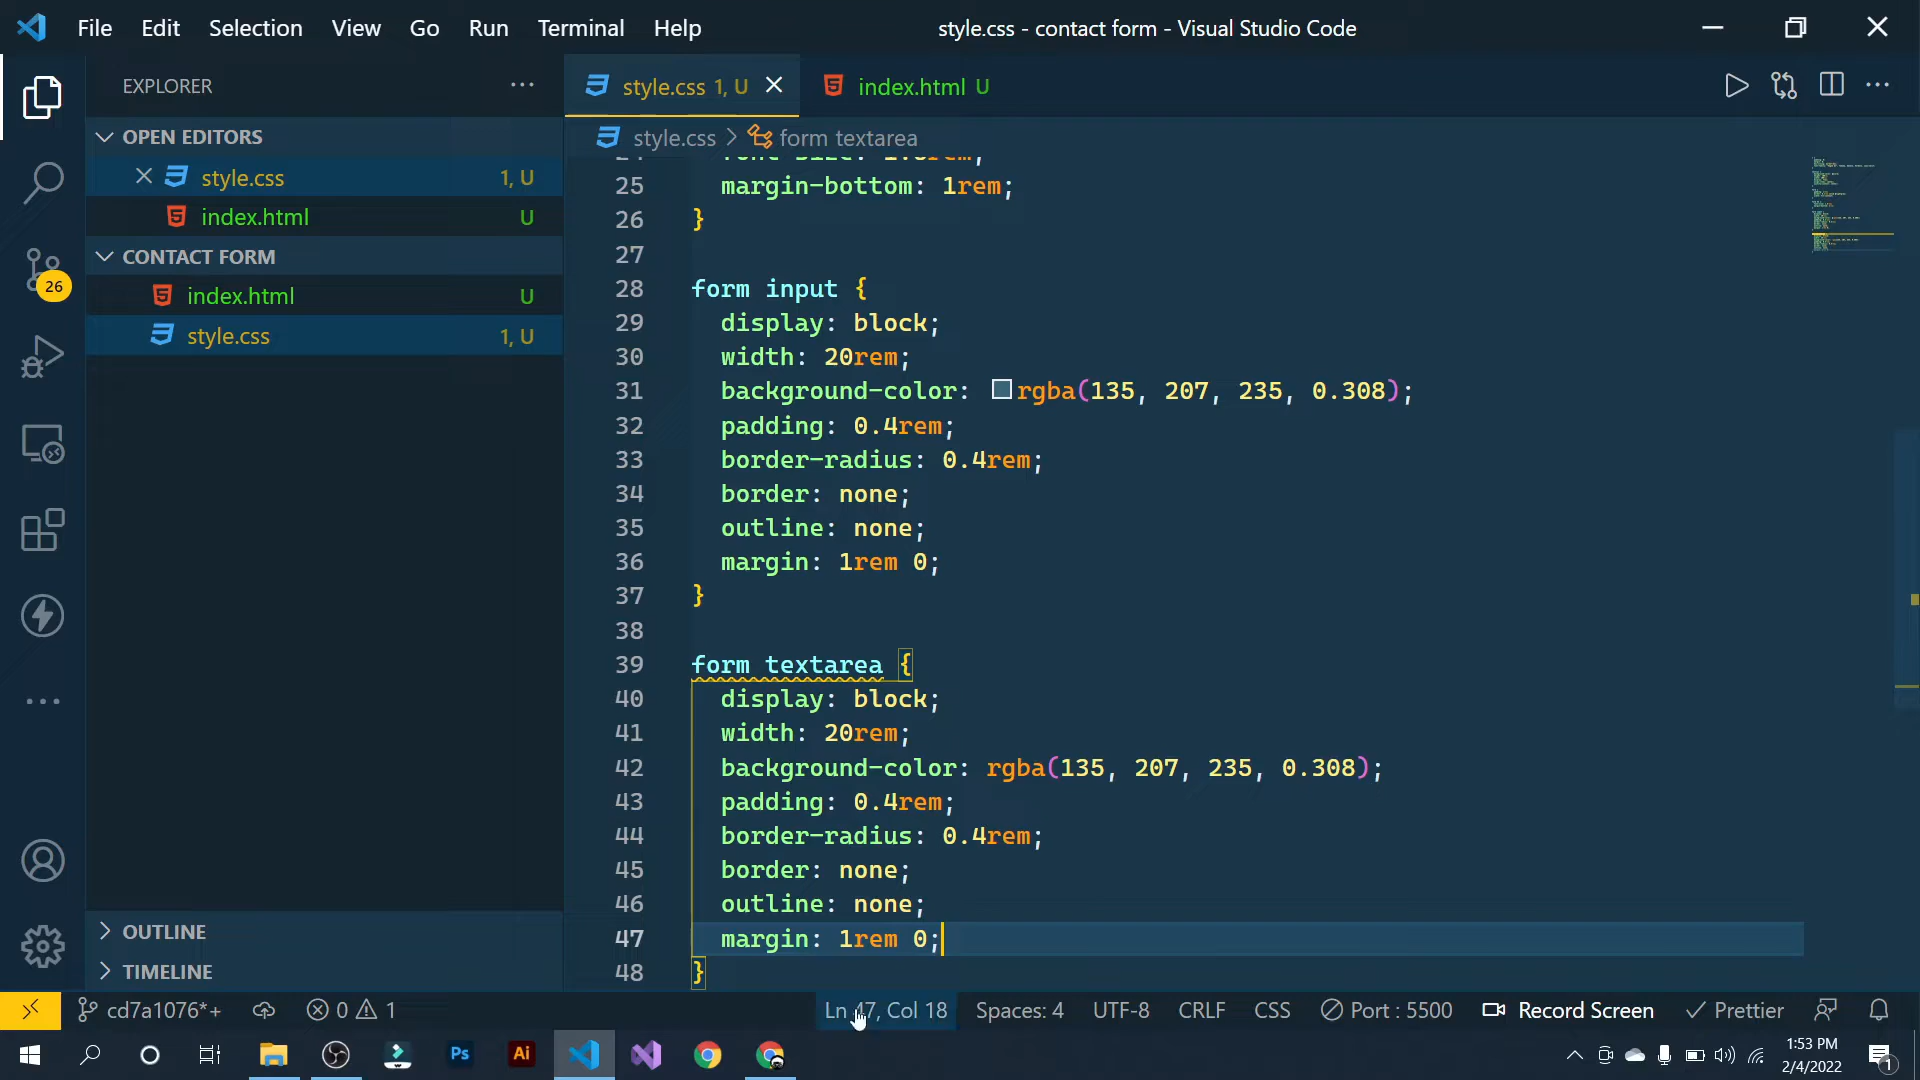 File Edit Selection View Go Run Terminal Help
style.css - contact form - Visual Studio Code
EXPLORER
OPEN EDITORS
style.css 1, U
index.html U
CONTACT FORM
index.html U
style.css 1, U
OUTLINE
TIMELINE
style.css 1, U
index.html U
style.css > form textarea
25 margin-bottom: 1rem;
26 }
27
28 form input {
29 display: block;
30 width: 20rem;
31 background-color: rgba(135, 207, 235, 0.308);
32 padding: 0.4rem;
33 border-radius: 0.4rem;
34 border: none;
35 outline: none;
36 margin: 1rem 0;
37 }
38
39 form textarea {
40 display: block;
41 width: 20rem;
42 background-color: rgba(135, 207, 235, 0.308);
43 padding: 0.4rem;
44 border-radius: 0.4rem;
45 border: none;
46 outline: none;
47 margin: 1rem 0;
48 }
26
cd7a1076*+ 0 1 Ln 47, Col 18 Spaces: 4 UTF-8 CRLF CSS Port : 5500 Record Screen Prettier
Ps Ai
1:53 PM
2/4/2022
1